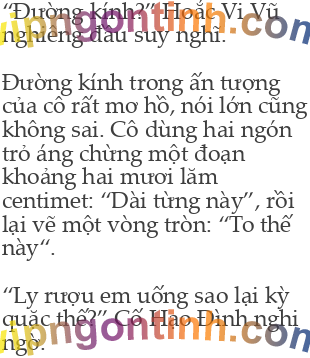 “Đường kính?” Hoắc Vi Vũ
nghiêng đầu suy nghĩ.
Đường kính trong ấn tượng
của cô rất mơ hồ, nói lớn cũng
không sai. Cô dùng hai ngón
trỏ áng chừng một đoạn
khoảng hai mươi lăm
centimet: “Dài từng này”, rồi
lại vẽ một vòng tròn: “To thế
này“.
“Ly rượu em uống sao lại kỳ
quặc thế?” Cố Hạo Đình nghi
ngờ.